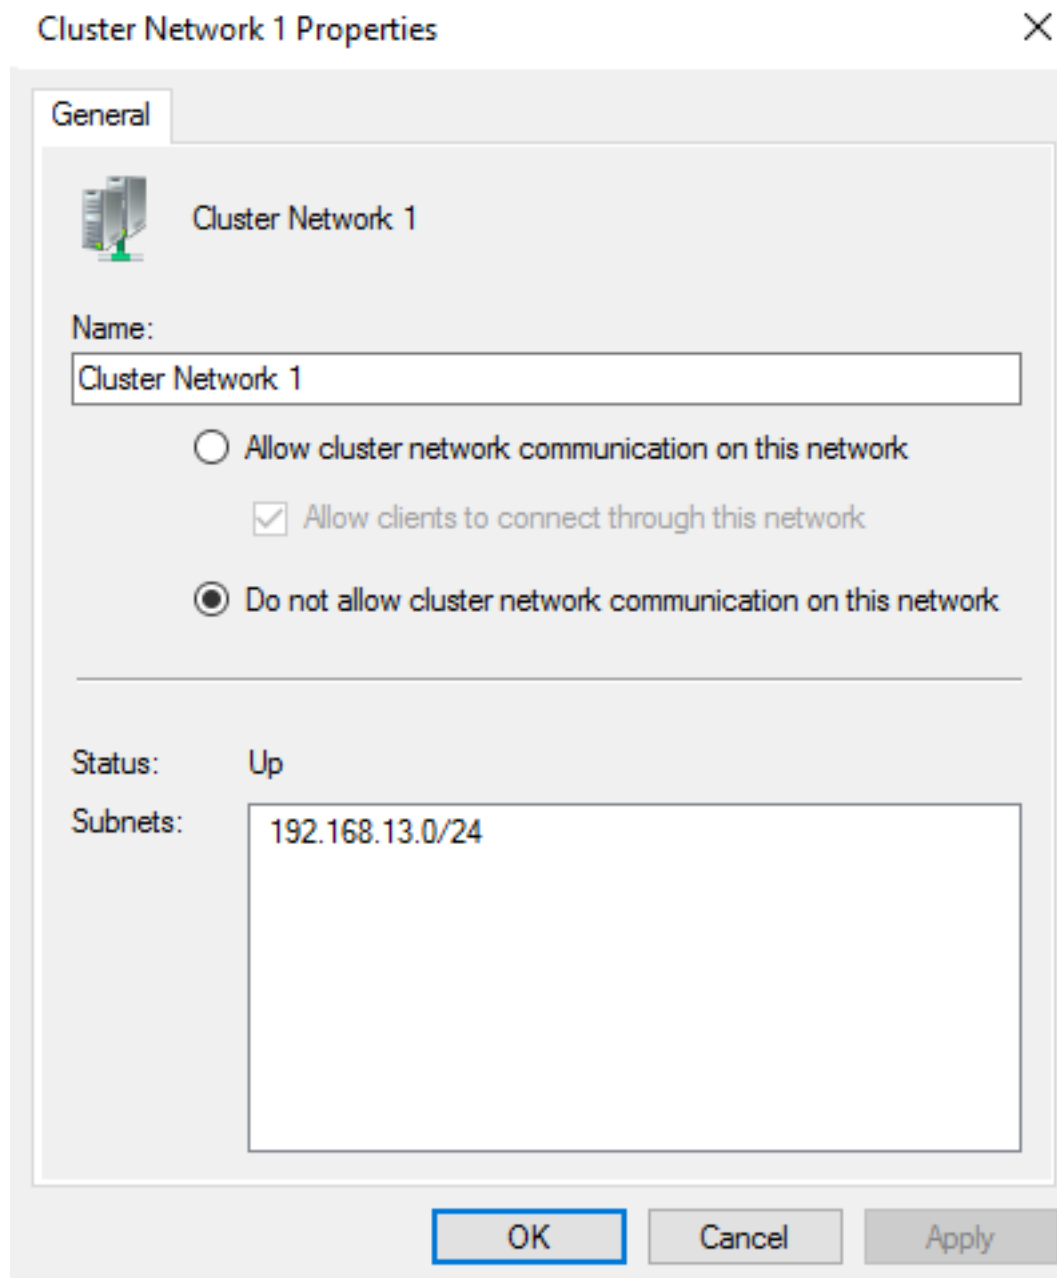 Cluster Network 1 Properties
General
Cluster Network 1
Name:
Cluster Network 1
Allow cluster network communication on this network
Allow clients to connect through this network
Do not allow cluster network communication on this network
Status: Up
Subnets: 192.168.13.0/24
OK Cancel Apply